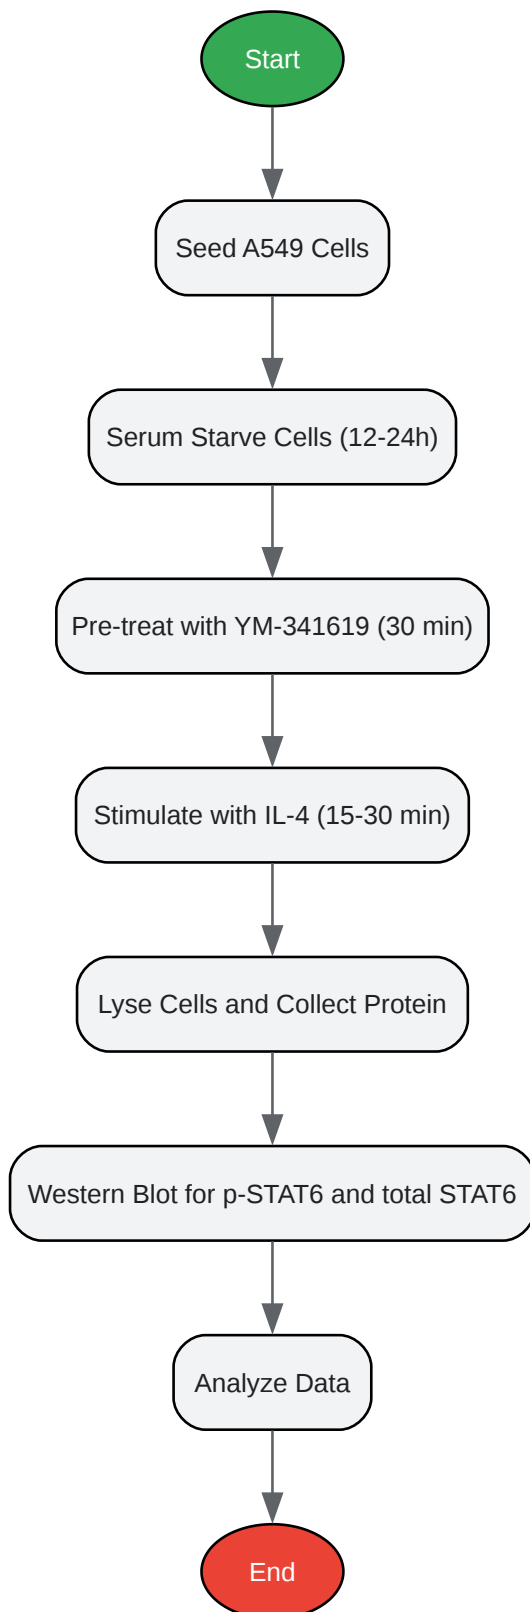 Start
Seed A549 Cells
Serum Starve Cells (12-24h)
Pre-treat with YM-341619 (30 min)
Stimulate with IL-4 (15-30 min)
Lyse Cells and Collect Protein
Western Blot for p-STAT6 and total STAT6
Analyze Data
End